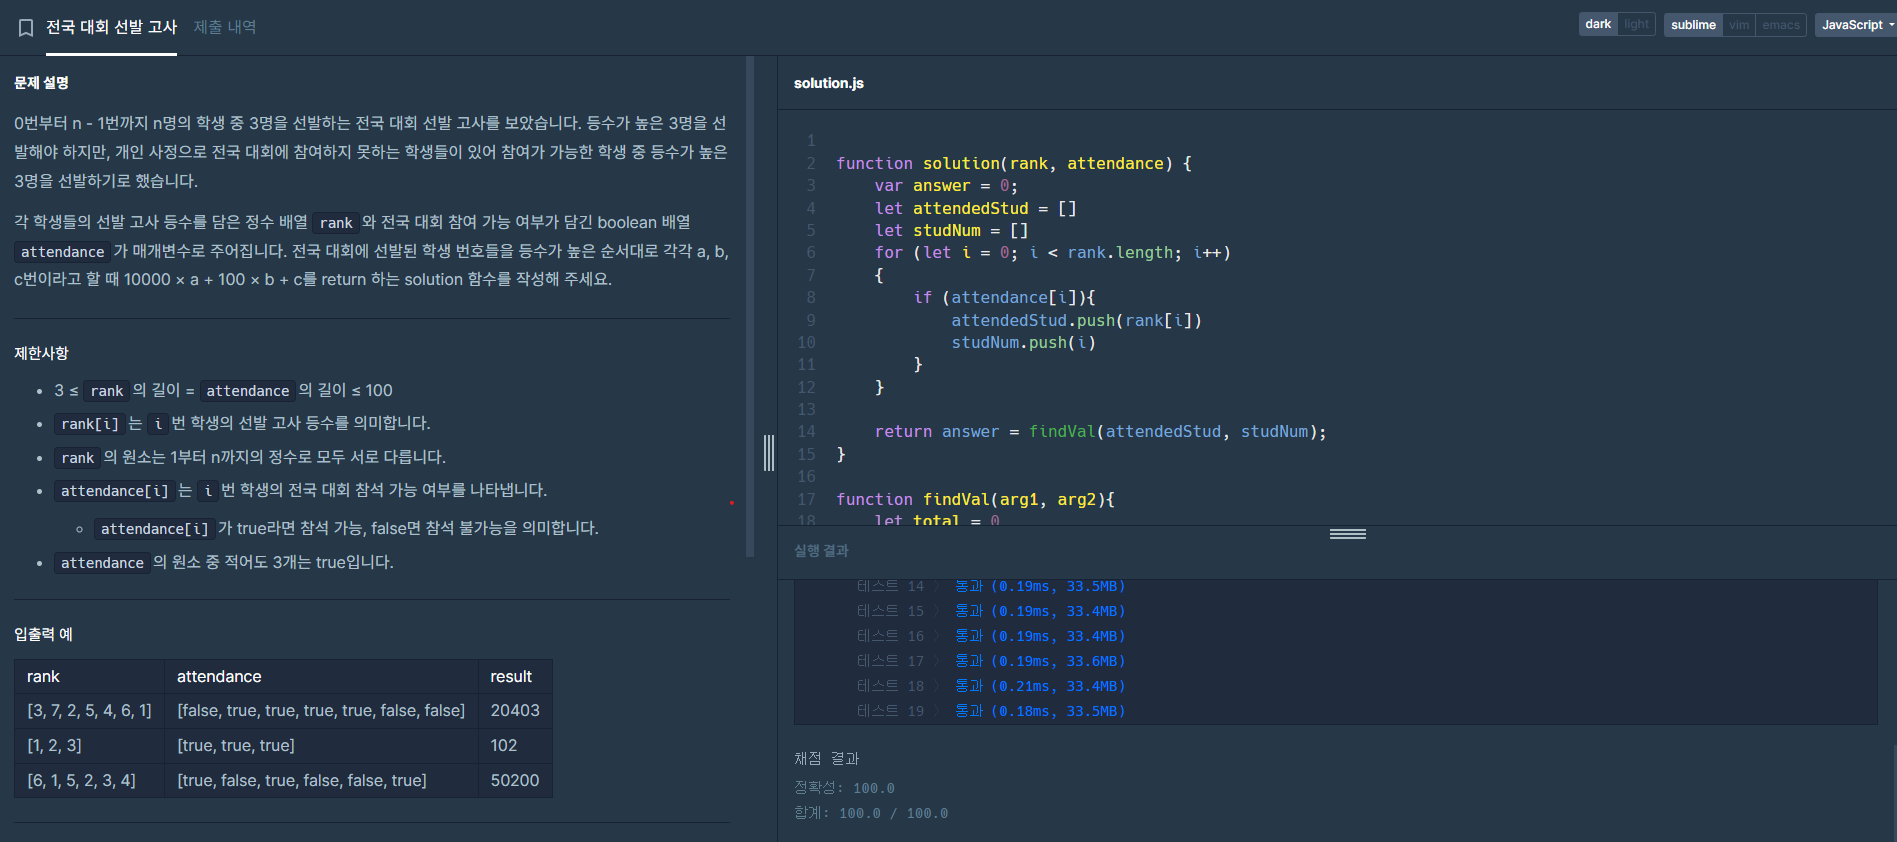 전국 대회 선발 고사 제출 내역
dark light sublime vim emacs JavaScript
문제 설명
0번부터 n - 1번까지 n명의 학생 중 3명을 선발하는 전국 대회 선발 고사를 보았습니다. 등수가 높은 3명을 선
발해야 하지만, 개인 사정으로 전국 대회에 참여하지 못하는 학생들이 있어 참여가 가능한 학생 중 등수가 높은
3명을 선발하기로 했습니다.
각 학생들의 선발 고사 등수를 담은 정수 배열 rank 와 전국 대회 참여 가능 여부가 담긴 boolean 배열
attendance 가 매개변수로 주어집니다. 전국 대회에 선발된 학생 번호들을 등수가 높은 순서대로 각각 a, b,
c번이라고 할 때 10000 × a + 100 × b + c를 return 하는 solution 함수를 작성해 주세요.
제한사항
• 3 ≤ rank 의 길이 = attendance 의 길이 ≤ 100
• rank[i] 는 i 번 학생의 선발 고사 등수를 의미합니다.
• rank 의 원소는 1부터 n까지의 정수로 모두 서로 다릅니다.
• attendance[i] 는 i 번 학생의 전국 대회 참석 가능 여부를 나타냅니다.
◦ attendance[i] 가 true라면 참석 가능, false면 참석 불가능을 의미합니다.
• attendance 의 원소 중 적어도 3개는 true입니다.
입출력 예
rank attendance result
[3, 7, 2, 5, 4, 6, 1] [false, true, true, true, true, false, false] 20403
[1, 2, 3] [true, true, true] 102
[6, 1, 5, 2, 3, 4] [true, false, true, false, false, true] 50200
solution.js
1
2 function solution(rank, attendance) {
3 var answer = 0;
4 let attendedStud = []
5 let studNum = []
6 for (let i = 0; i < rank.length; i++)
7 {
8 if (attendance[i]){
9 attendedStud.push(rank[i])
10 studNum.push(i)
11 }
12 }
13
14 return answer = findVal(attendedStud, studNum);
15 }
16
17 function findVal(arg1, arg2){
18 let total = 0
실행 결과
테스트 14 〉 통과 (0.19ms, 33.5MB)
테스트 15 〉 통과 (0.19ms, 33.4MB)
테스트 16 〉 통과 (0.19ms, 33.4MB)
테스트 17 〉 통과 (0.19ms, 33.6MB)
테스트 18 〉 통과 (0.21ms, 33.4MB)
테스트 19 〉 통과 (0.18ms, 33.5MB)
채점 결과
정확성: 100.0
합계: 100.0 / 100.0